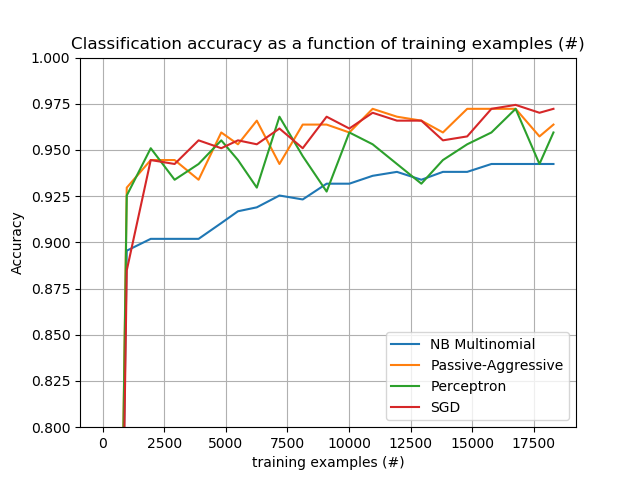 Classification accuracy as a function of training examples (#)
1.000
0.975
0.950
0.925
0.900
0.875
0.850
0.825
0.800
Accuracy
NB Multinomial
Passive-Aggressive
Perceptron
SGD
0 2500 5000 7500 10000 12500 15000 17500
training examples (#)